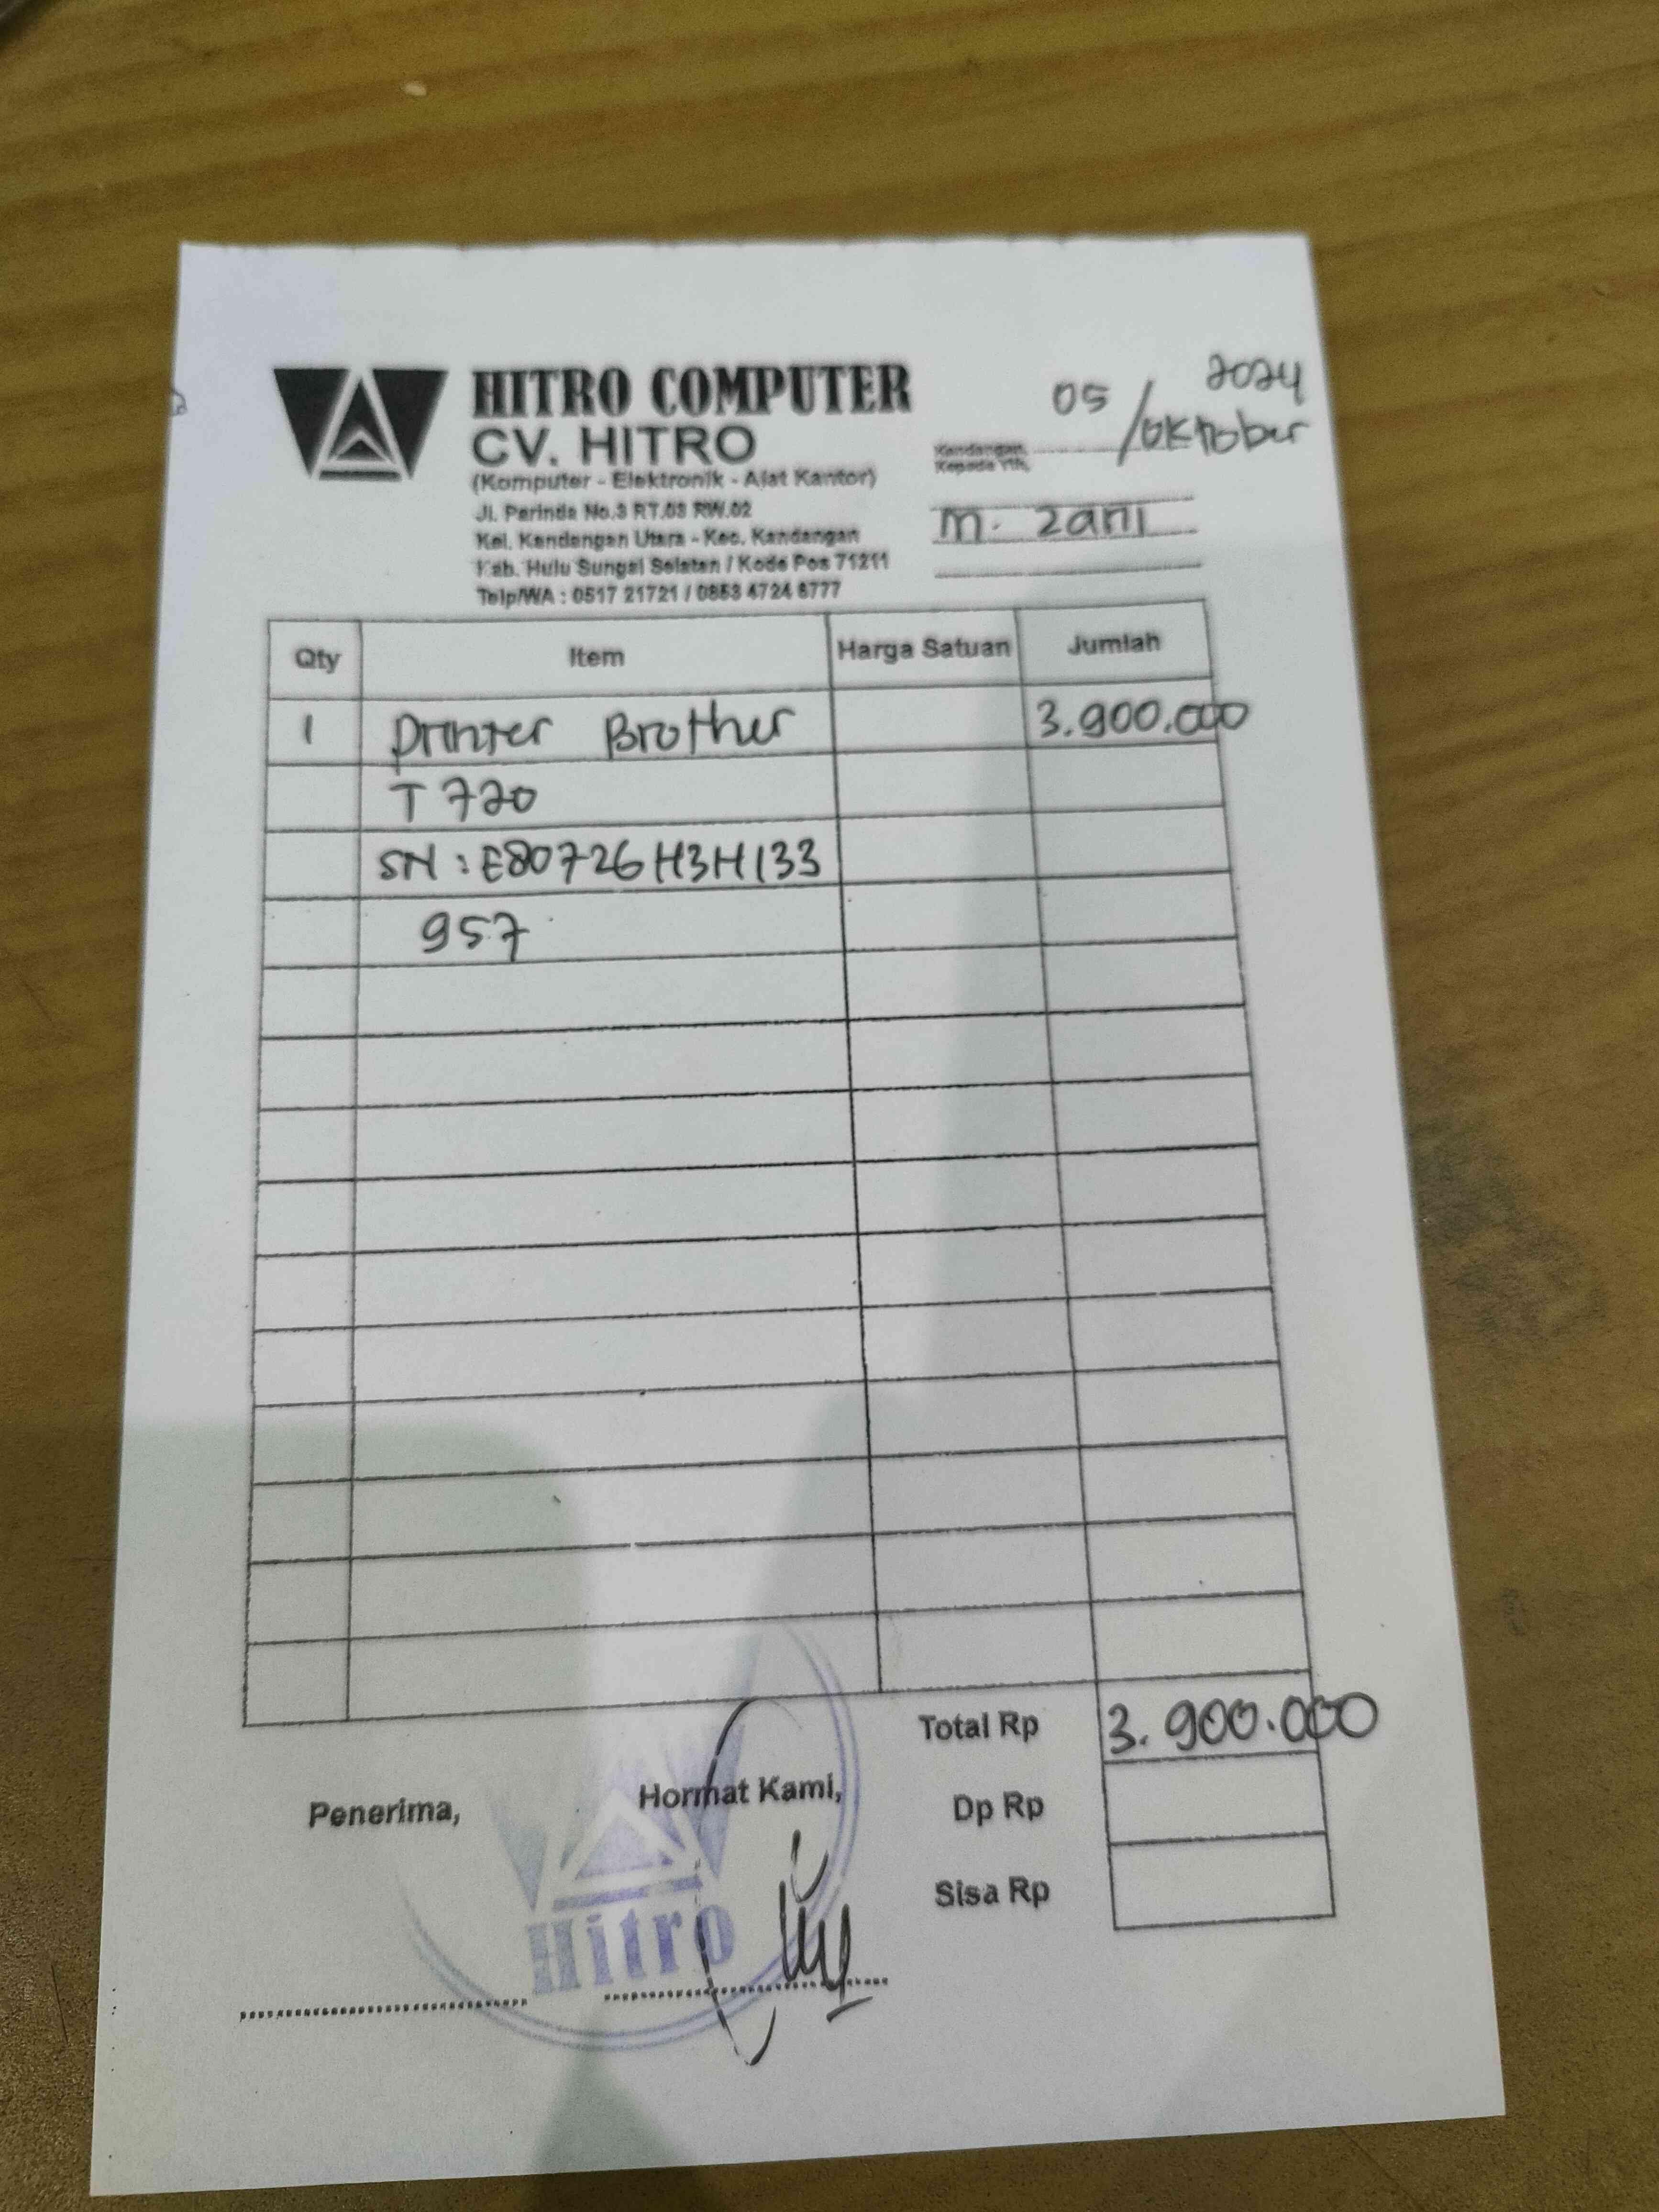 HITRO COMPUTER
CV. HITRO
(Komputer - Elektronik - Alat Kantor)
Jl. Perinda No.3 RT.03 RW.02
Kel. Kandangan Utara - Kec. Kandangan
Kab. Hulu Sungai Selatan / Kode Pos 71211
Telp/WA : 0517 21721 / 0853 4724 8777
05 / Oktober 2024
Kandangan,
Kepada Yth,
M. Zani
Qty Item Harga Satuan Jumlah
1 Printer Brother 3.900.000
T 720
SN : E80726H3H133
957
Total Rp 3.900.000
Penerima, Hormat Kami, Dp Rp
Sisa Rp
Hitro